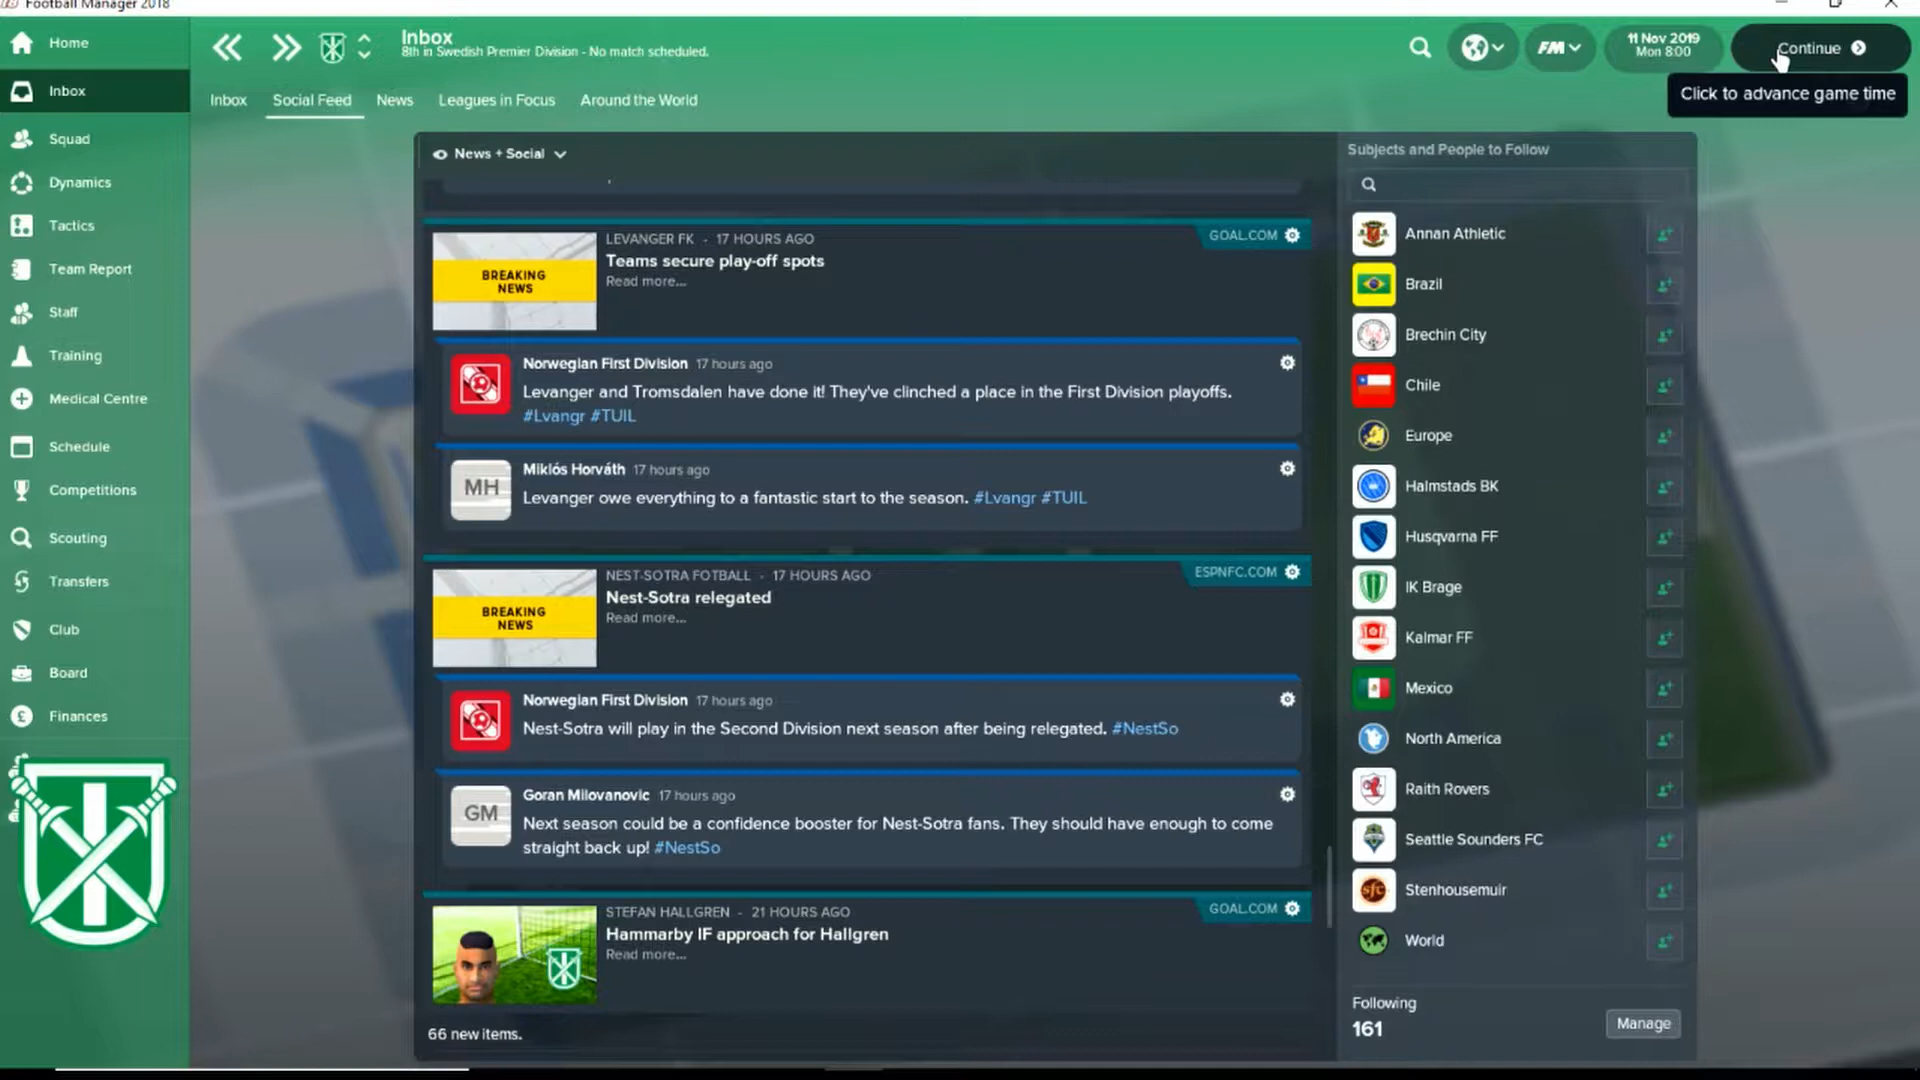 Football Manager 2018
Home
Inbox
Squad
Dynamics
Tactics
Team Report
Staff
Training
Medical Centre
Schedule
Competitions
Scouting
Transfers
Club
Board
Finances
Inbox
8th in Swedish Premier Division - No match scheduled.
FM
11 Nov 2019
Mon 8:00
Continue
Click to advance game time
Inbox
Social Feed
News
Leagues in Focus
Around the World
News + Social
LEVANGER FK - 17 HOURS AGO
GOAL.COM
Teams secure play-off spots
Read more...
BREAKING
NEWS
Norwegian First Division 17 hours ago
Levanger and Tromsdalen have done it! They've clinched a place in the First Division playoffs.
#Lvangr #TUIL
MH
Miklós Horváth 17 hours ago
Levanger owe everything to a fantastic start to the season. #Lvangr #TUIL
NEST-SOTRA FOTBALL - 17 HOURS AGO
ESPNFC.COM
Nest-Sotra relegated
Read more...
BREAKING
NEWS
Norwegian First Division 17 hours ago
Nest-Sotra will play in the Second Division next season after being relegated. #NestSo
GM
Goran Milovanovic 17 hours ago
Next season could be a confidence booster for Nest-Sotra fans. They should have enough to come
straight back up! #NestSo
STEFAN HALLGREN - 21 HOURS AGO
GOAL.COM
Hammarby IF approach for Hallgren
Read more...
66 new items.
Subjects and People to Follow
Annan Athletic
Brazil
Brechin City
Chile
Europe
Halmstads BK
Husqvarna FF
IK Brage
Kalmar FF
Mexico
North America
Raith Rovers
Seattle Sounders FC
sfc
Stenhousemuir
World
Following
161
Manage